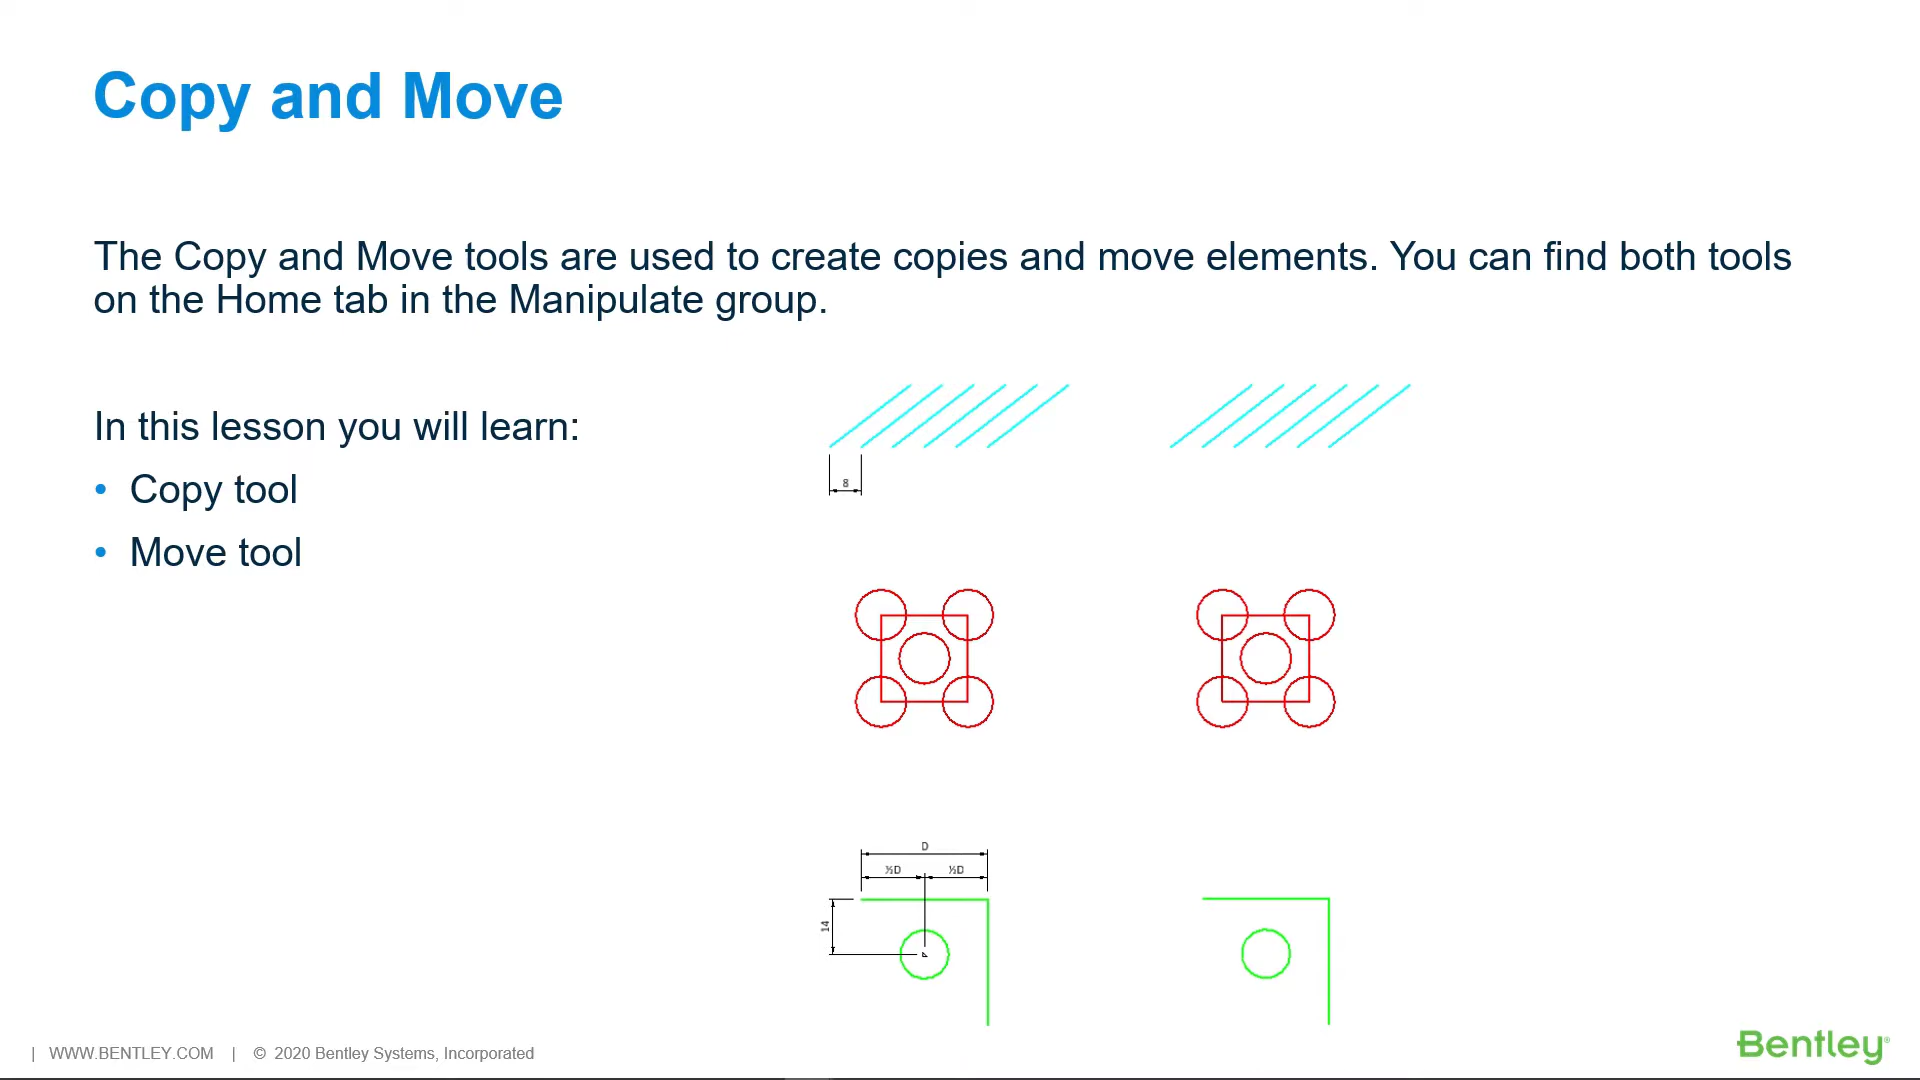 Copy and Move
The Copy and Move tools are used to create copies and move elements. You can find both tools
on the Home tab in the Manipulate group.
In this lesson you will learn:
• Copy tool
• Move tool
8
D
½D ½D
14
| WWW.BENTLEY.COM | © 2020 Bentley Systems, Incorporated
Bentley®